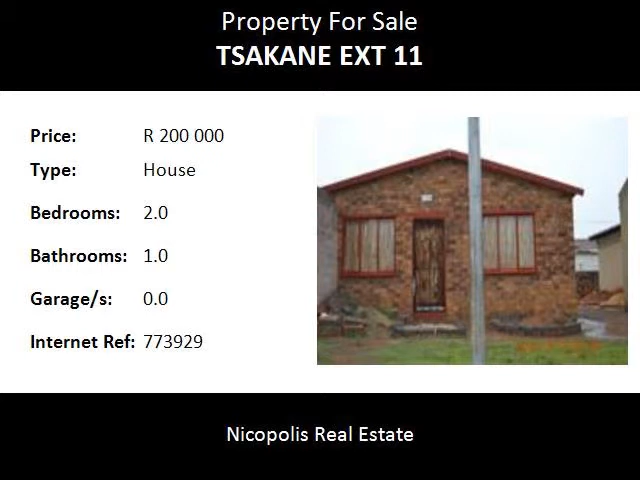 Property For Sale
TSAKANE EXT 11
Price: R 200 000
Type: House
Bedrooms: 2.0
Bathrooms: 1.0
Garage/s: 0.0
Internet Ref: 773929
Nicopolis Real Estate